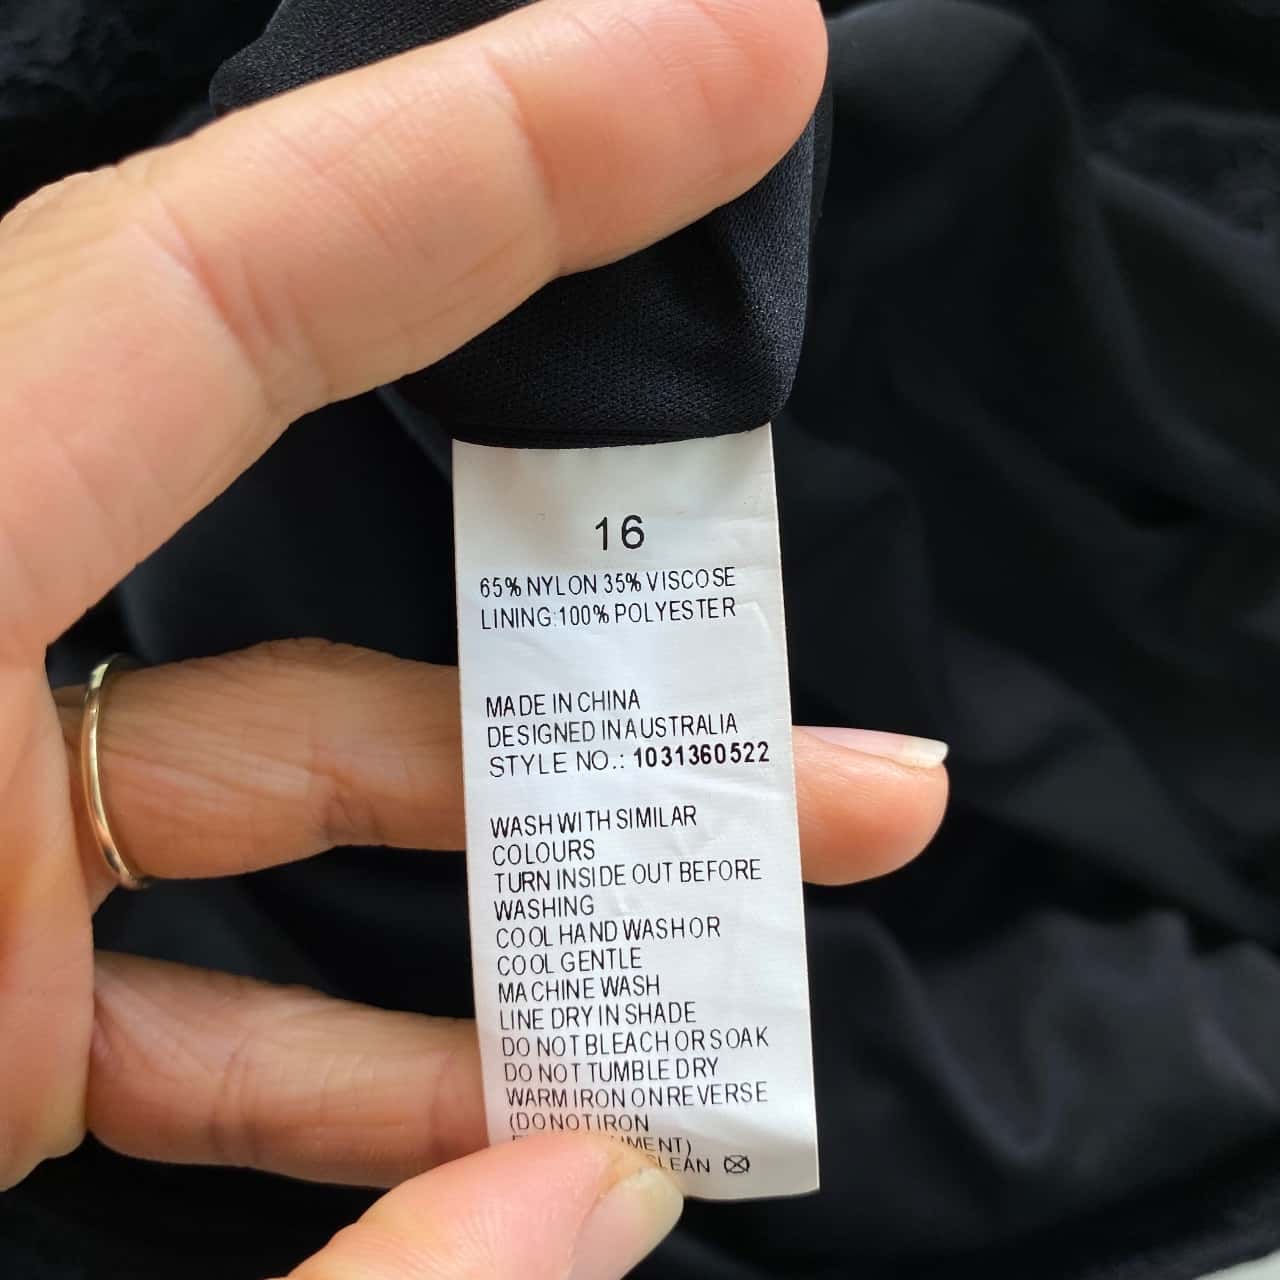 16
65% NYLON 35% VISCOSE
LINING:100% POLYESTER
MADE IN CHINA
DESIGNED IN AUSTRALIA
STYLE NO.: 1031360522
WASH WITH SIMILAR
COLOURS
TURN INSIDE OUT BEFORE
WASHING
COOL HAND WASH OR
COOL GENTLE
MACHINE WASH
LINE DRY IN SHADE
DO NOT BLEACH OR SOAK
DO NOT TUMBLE DRY
WARM IRON ON REVERSE
(DO NOT IRON